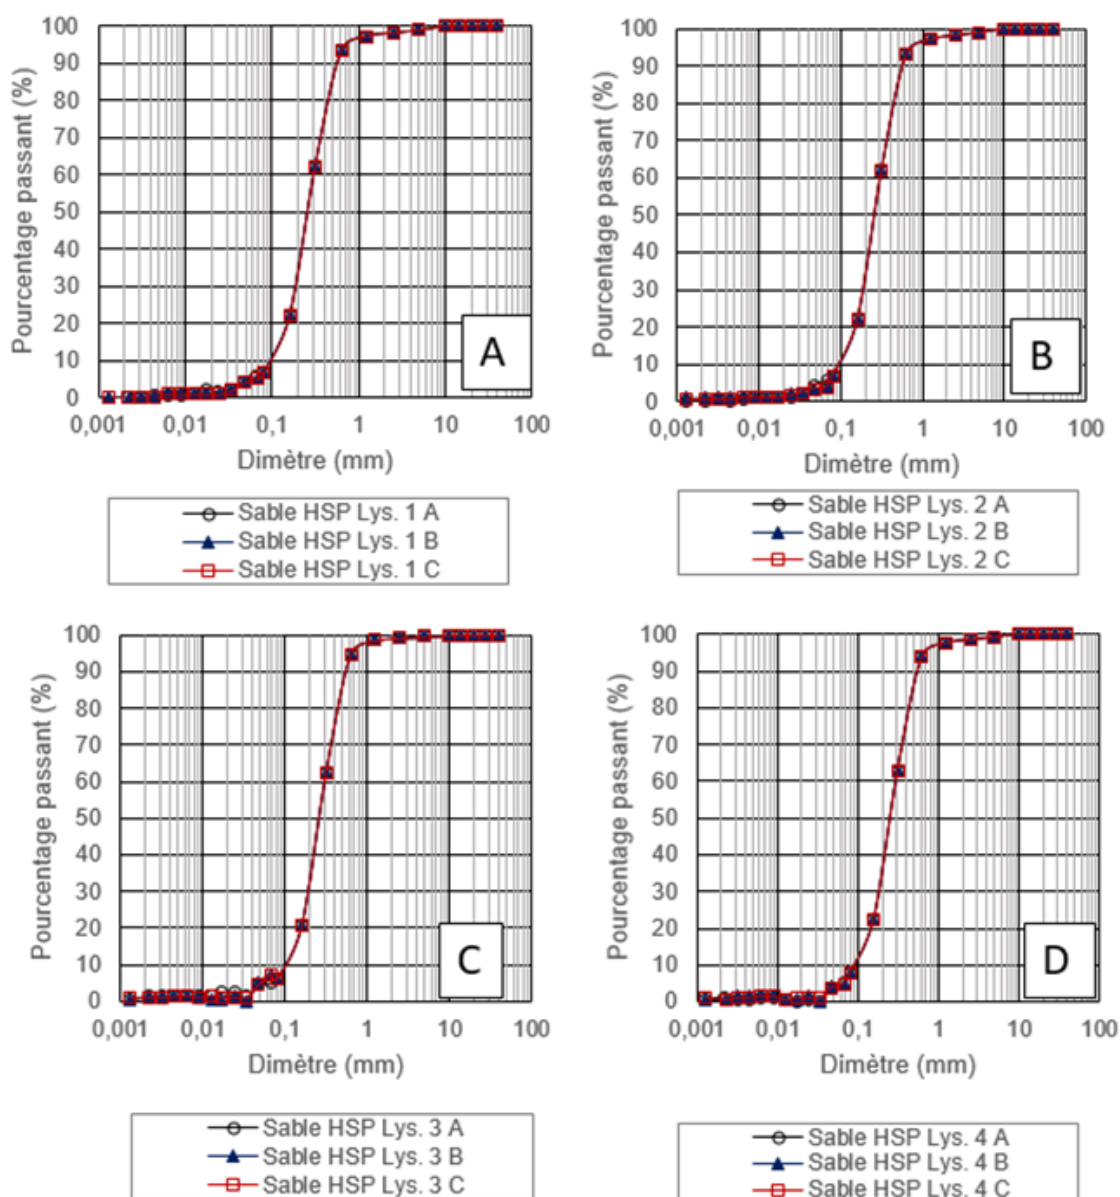 Pourcentage passant (%)
100
90
80
70
60
50
40
30
20
10
0
A
0,001 0,01 0,1 1 10 100
Dimètre (mm)
Sable HSP Lys. 1 A
Sable HSP Lys. 1 B
Sable HSP Lys. 1 C
Pourcentage passant (%)
100
90
80
70
60
50
40
30
20
10
0
B
0,001 0,01 0,1 1 10 100
Dimètre (mm)
Sable HSP Lys. 2 A
Sable HSP Lys. 2 B
Sable HSP Lys. 2 C
Pourcentage passant (%)
100
90
80
70
60
50
40
30
20
10
0
C
0,001 0,01 0,1 1 10 100
Dimètre (mm)
Sable HSP Lys. 3 A
Sable HSP Lys. 3 B
Sable HSP Lys. 3 C
Pourcentage passant (%)
100
90
80
70
60
50
40
30
20
10
0
D
0,001 0,01 0,1 1 10 100
Dimètre (mm)
Sable HSP Lys. 4 A
Sable HSP Lys. 4 B
Sable HSP Lys. 4 C